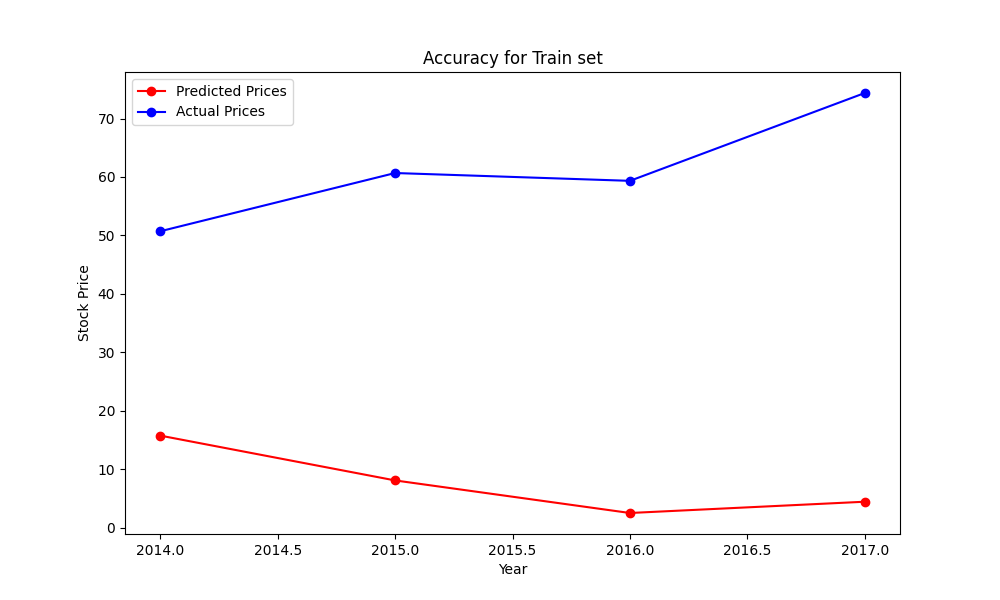 Accuracy for Train set
Predicted Prices
Actual Prices
Stock Price
70
60
50
40
30
20
10
0
2014.0 2014.5 2015.0 2015.5 2016.0 2016.5 2017.0
Year